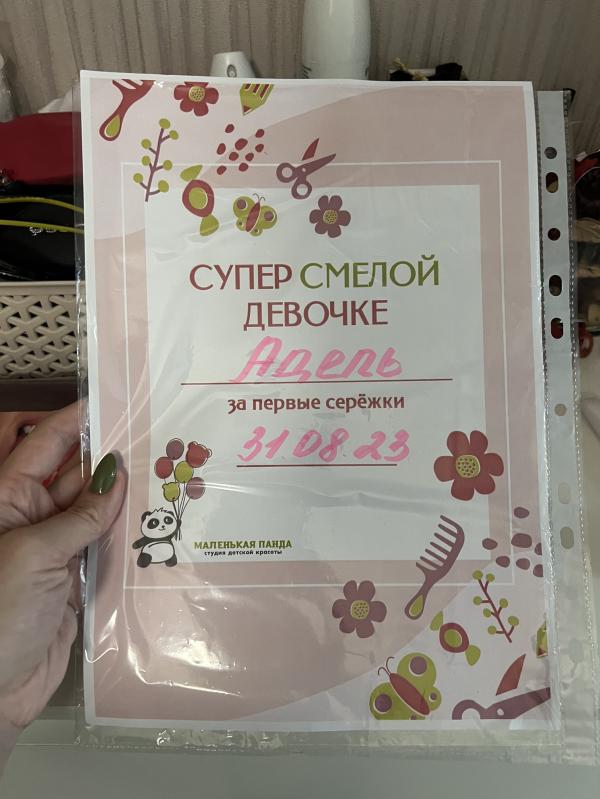 СУПЕР СМЕЛОЙ
ДЕВОЧКЕ
Адель
за первые серёжки
31 08 23
МАЛЕНЬКАЯ ПАНДА
студия детской красоты